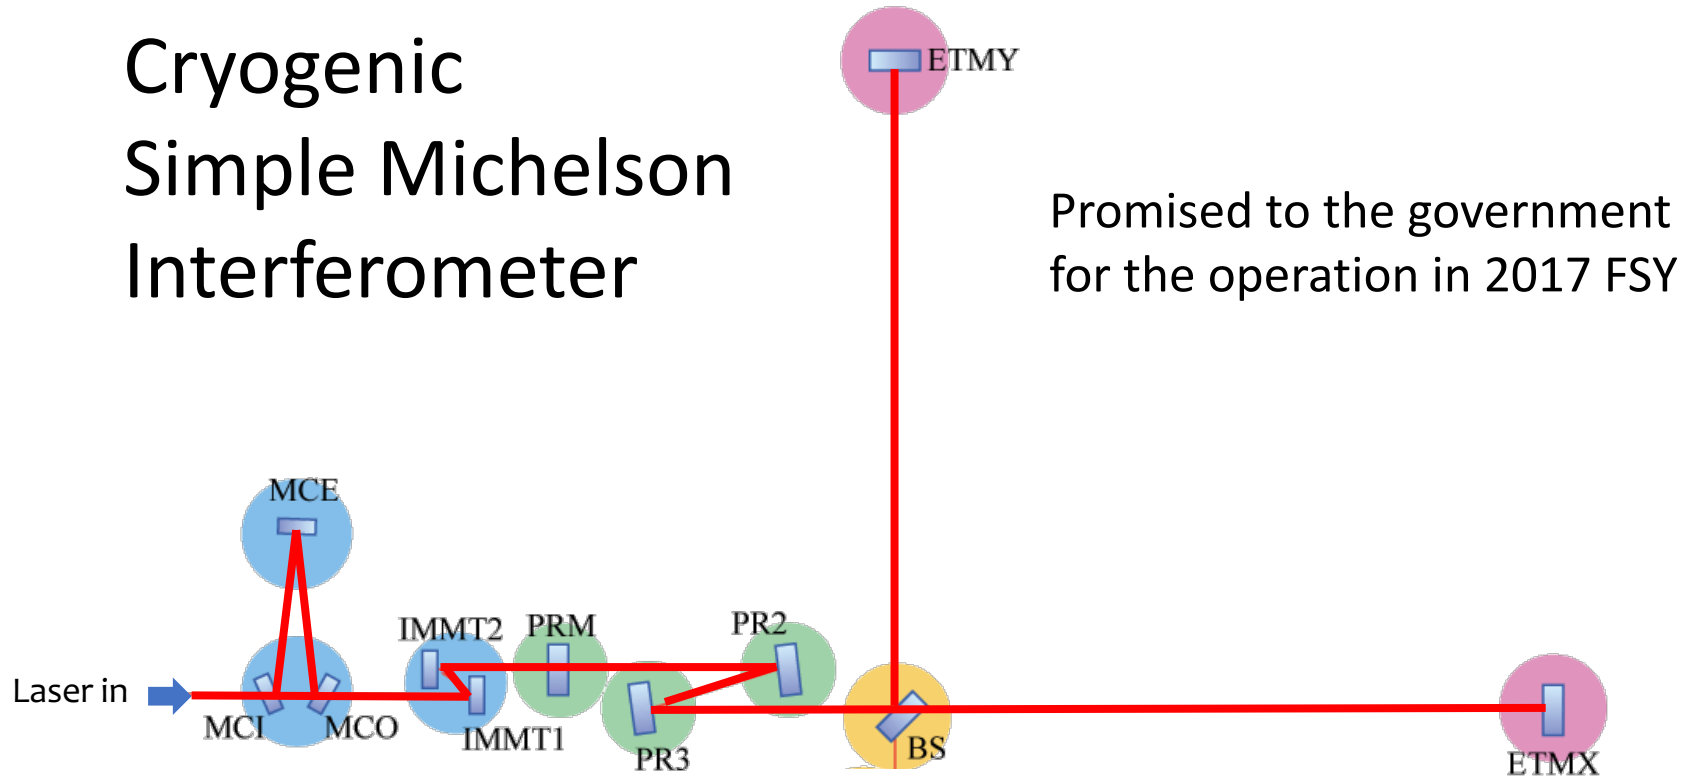 Cryogenic
Simple Michelson
Interferometer
ETMY
Promised to the government
for the operation in 2017 FSY
MCE
IMMT2
PRM
PR2
Laser in
MCI
MCO
IMMT1
PR3
BS
ETMX